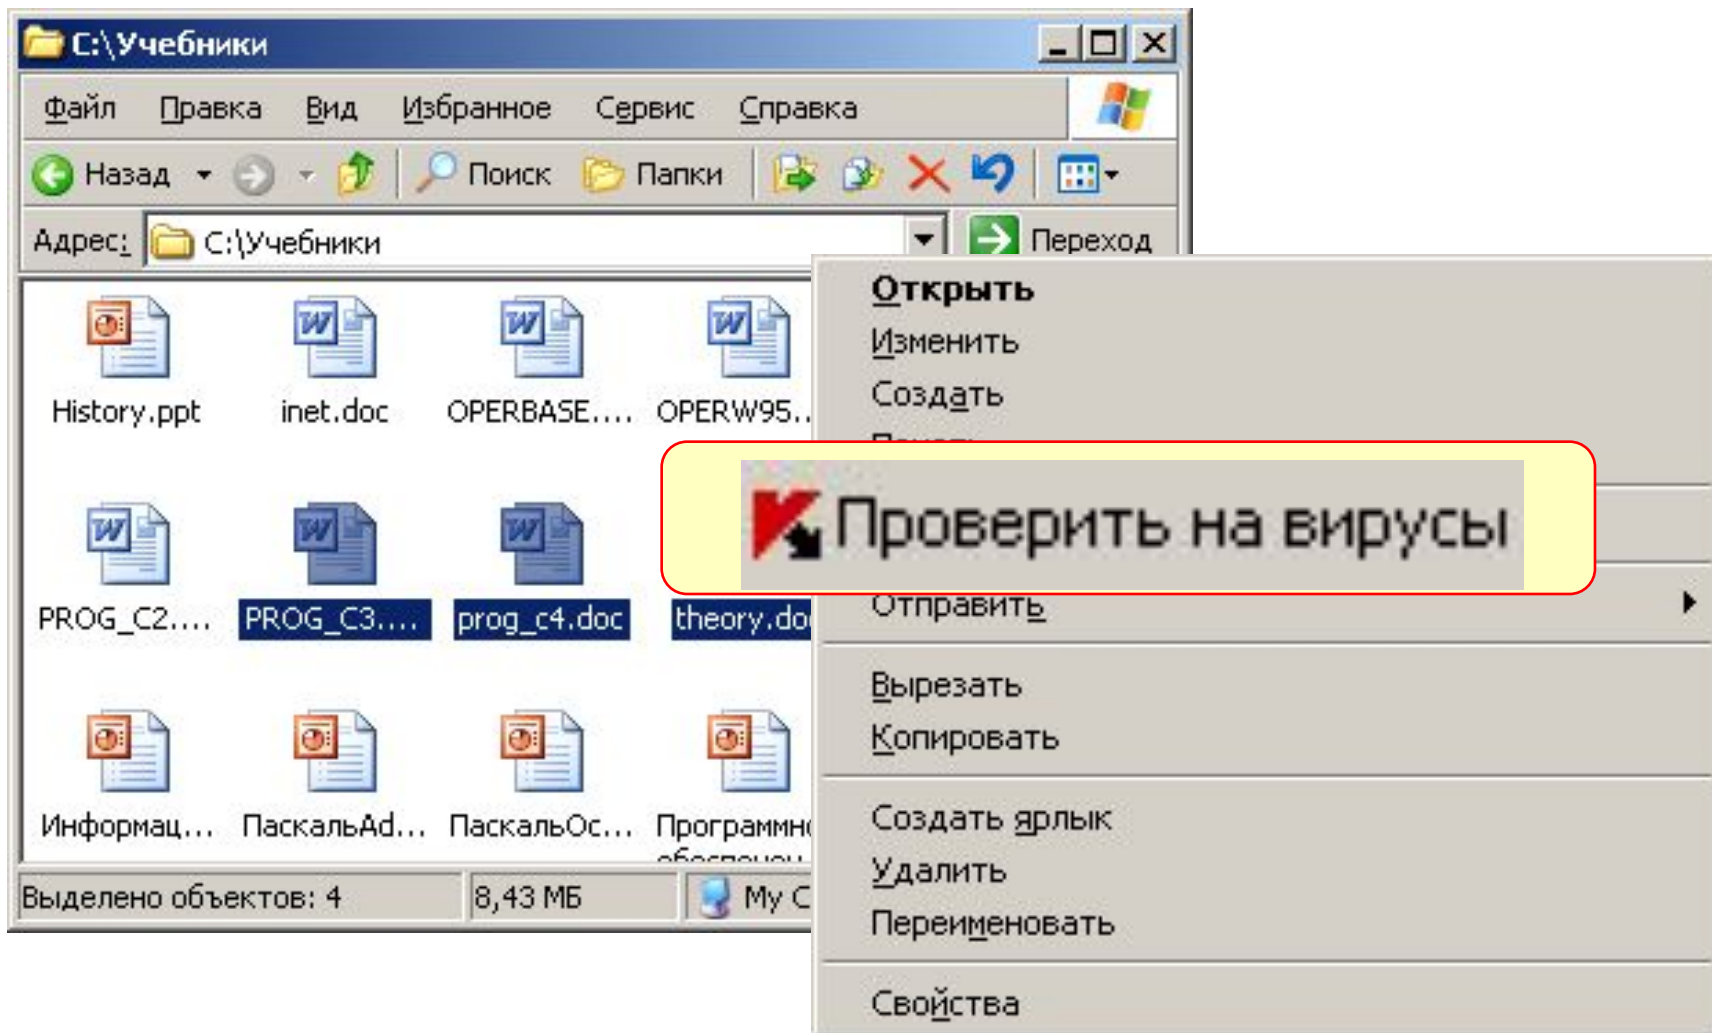 C:\Учебники
Файл Правка Вид Избранное Сервис Справка
Назад Поиск Папки
Адрес: C:\Учебники Переход
History.ppt inet.doc OPERBASE.... OPERW95..
PROG_C2.... PROG_C3.... prog_c4.doc theory.do
Информац... ПаскальAd... ПаскальОс... Программно
Выделено объектов: 4 8,43 МБ My C
Открыть
Изменить
Создать
Проверить на вирусы
Отправить
Вырезать
Копировать
Создать ярлык
Удалить
Переименовать
Свойства